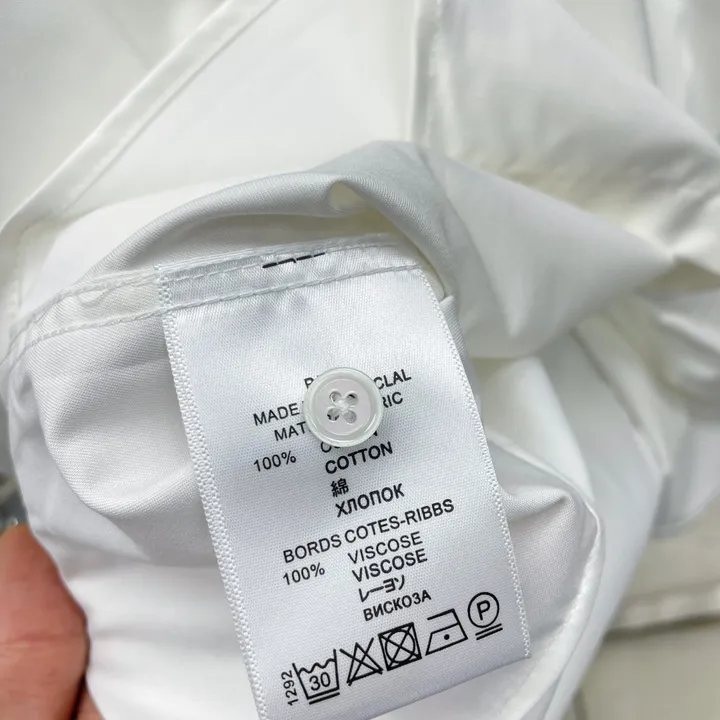 MADE
100%
COTTON
綿
ХЛОПОК
BORDS COTES-RIBBS
100% VISCOSE
VISCOSE
レーヨン
ВИСКОЗА
1292
30
P